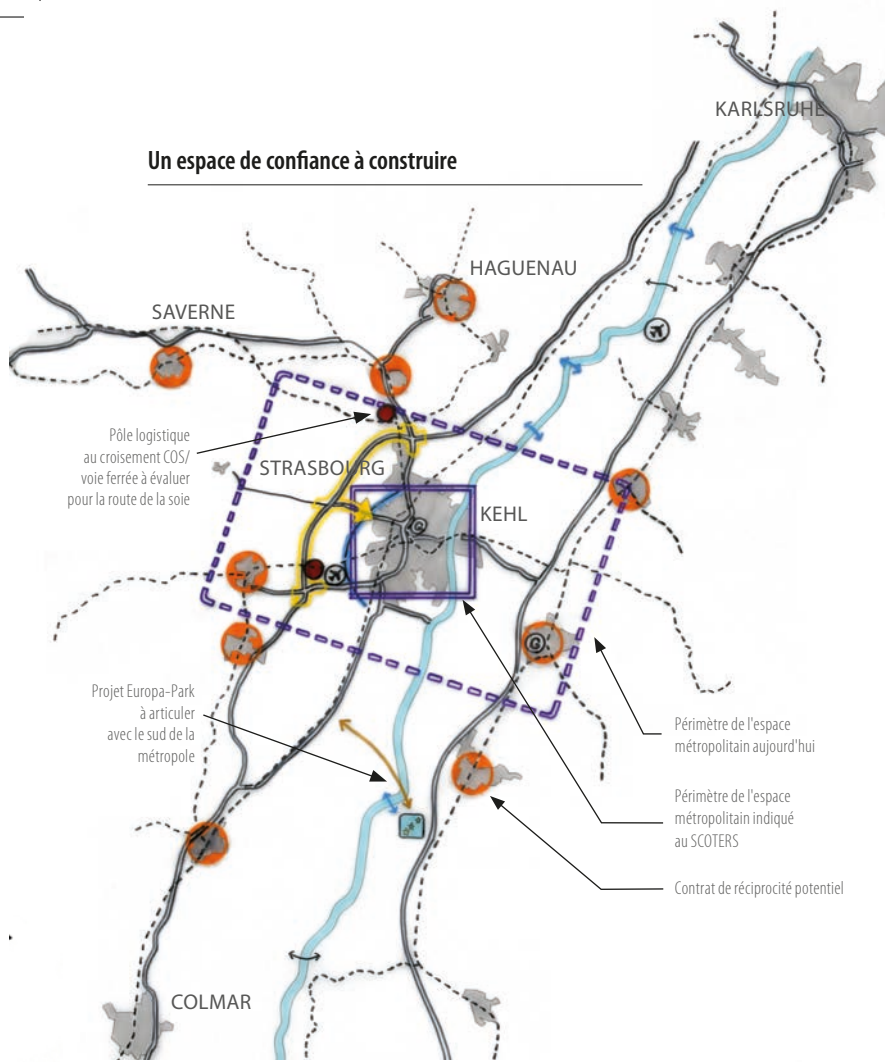 Un espace de confiance à construire
KARLSRUHE
HAGUENAU
SAVERNE
Pôle logistique
au croisement COS/
voie ferrée à évaluer
pour la route de la soie
STRASBOURG
KEHL
G
G
Projet Europa-Park
à articuler
avec le sud de la
métropole
Périmètre de l'espace
métropolitain aujourd'hui
Périmètre de l'espace
métropolitain indiqué
au SCOTERS
Contrat de réciprocité potentiel
COLMAR